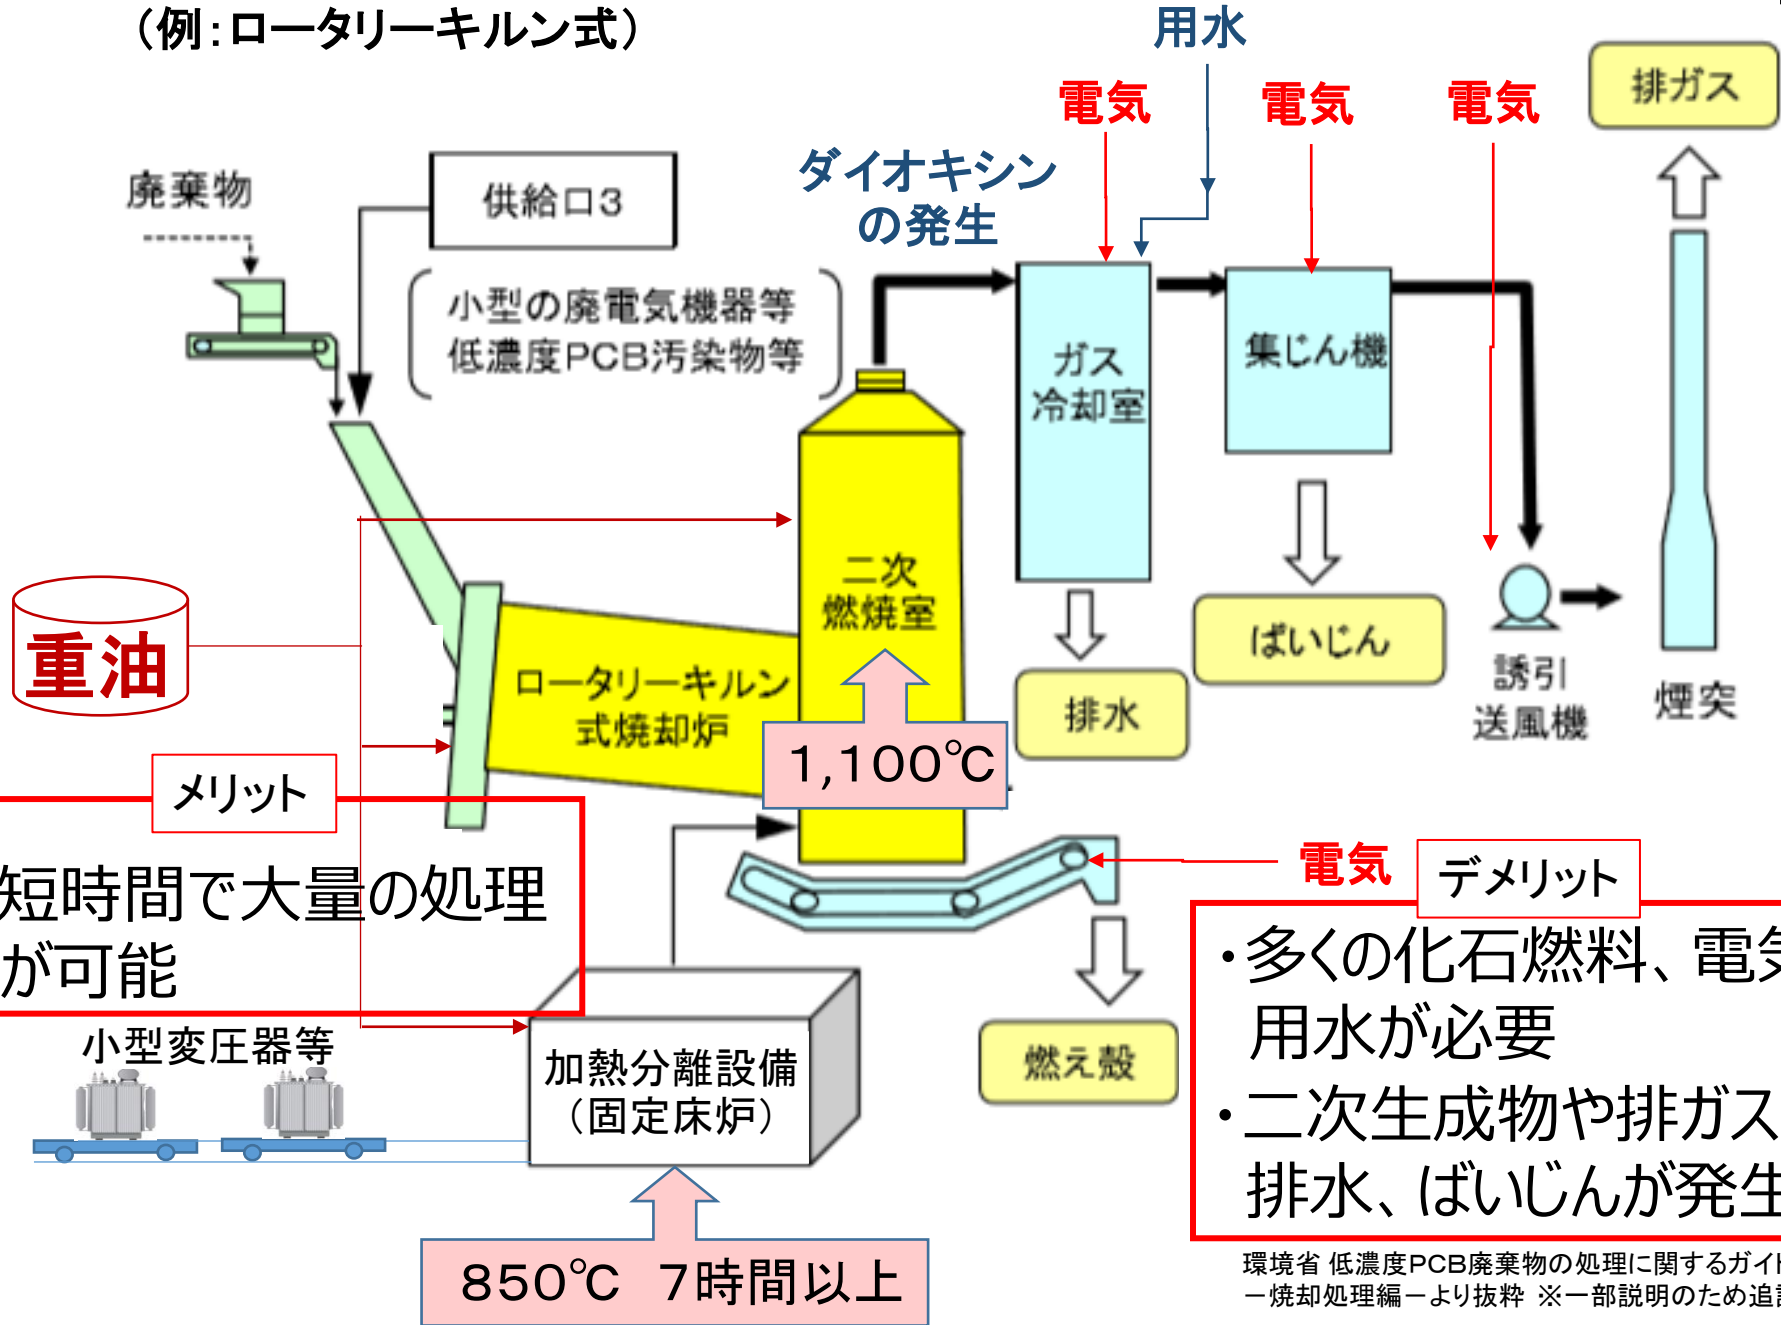 （例：ロータリーキルン式）
用水
電気
電気
電気
排ガス
廃棄物
供給口3
ダイオキシン
の発生
小型の廃電気機器等
低濃度PCB汚染物等
ガス
冷却室
集じん機
二次
燃焼室
重油
ロータリーキルン
式焼却炉
ばいじん
誘引
送風機
煙突
排水
1,100℃
メリット
短時間で大量の処理
が可能
電気
デメリット
・多くの化石燃料、電気
用水が必要
・二次生成物や排ガス
排水、ばいじんが発生
小型変圧器等
加熱分離設備
（固定床炉）
燃え殻
850℃ 7時間以上
環境省 低濃度PCB廃棄物の処理に関するガイド
－焼却処理編－より抜粋 ※一部説明のため追記